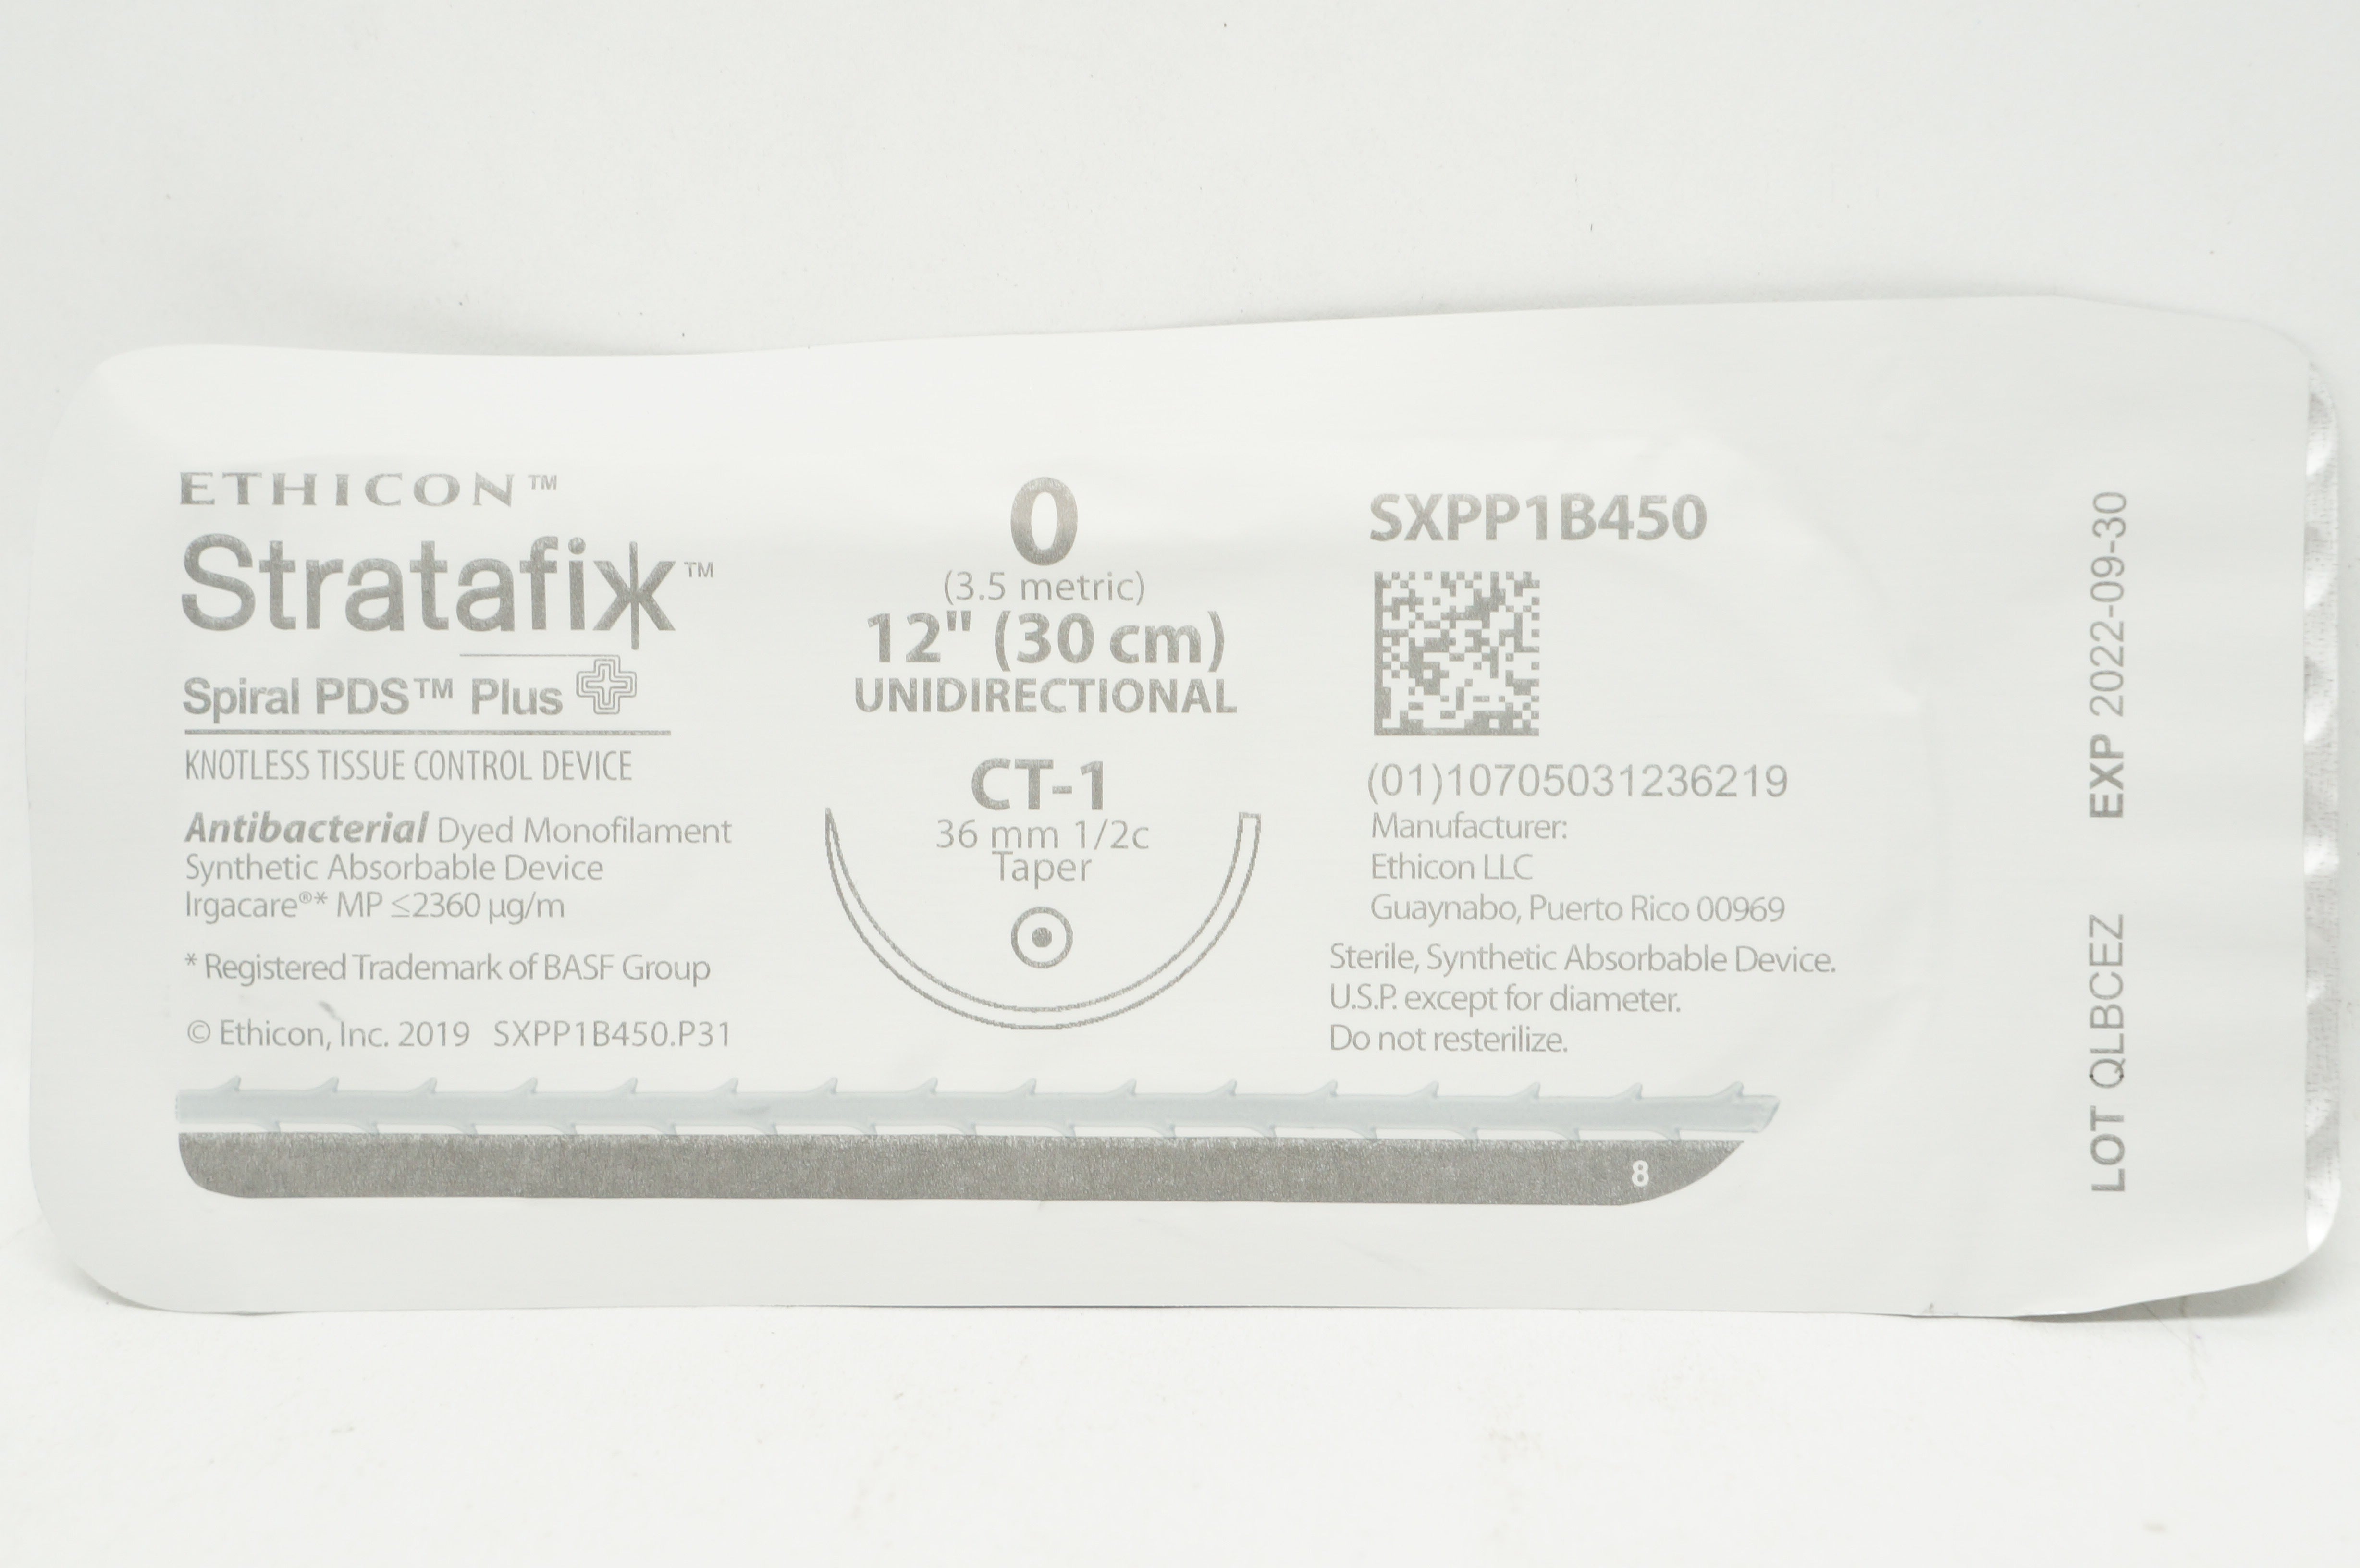 ETHICON™
Stratafix™
Spiral PDS™ Plus
KNOTLESS TISSUE CONTROL DEVICE
Antibacterial Dyed Monofilament
Synthetic Absorbable Device
Irgacare®* MP ≤2360 µg/m
* Registered Trademark of BASF Group
© Ethicon, Inc. 2019 SXPP1B450.P31
0
(3.5 metric)
12" (30 cm)
UNIDIRECTIONAL
CT-1
36 mm 1/2c
Taper
SXPP1B450
(01)10705031236219
Manufacturer:
Ethicon LLC
Guaynabo, Puerto Rico 00969
Sterile, Synthetic Absorbable Device.
U.S.P. except for diameter.
Do not resterilize.
8
LOT QLBCEZ EXP 2022-09-30